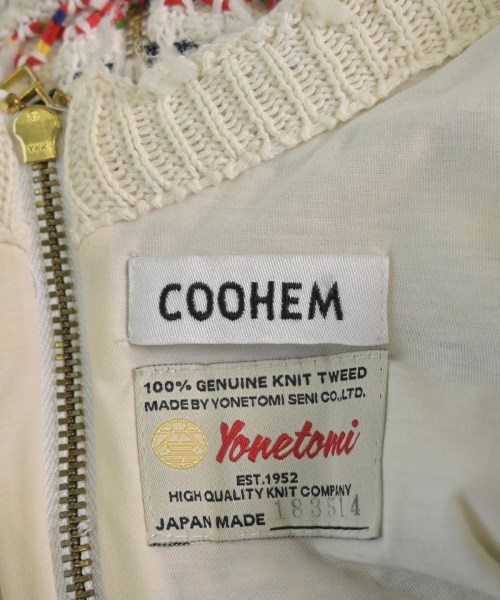 YKK
COOHEM
100% GENUINE KNIT TWEED
MADE BY YONETOMI SENI CO.,LTD.
Yonetomi
EST.1952
HIGH QUALITY KNIT COMPANY
JAPAN MADE 183514